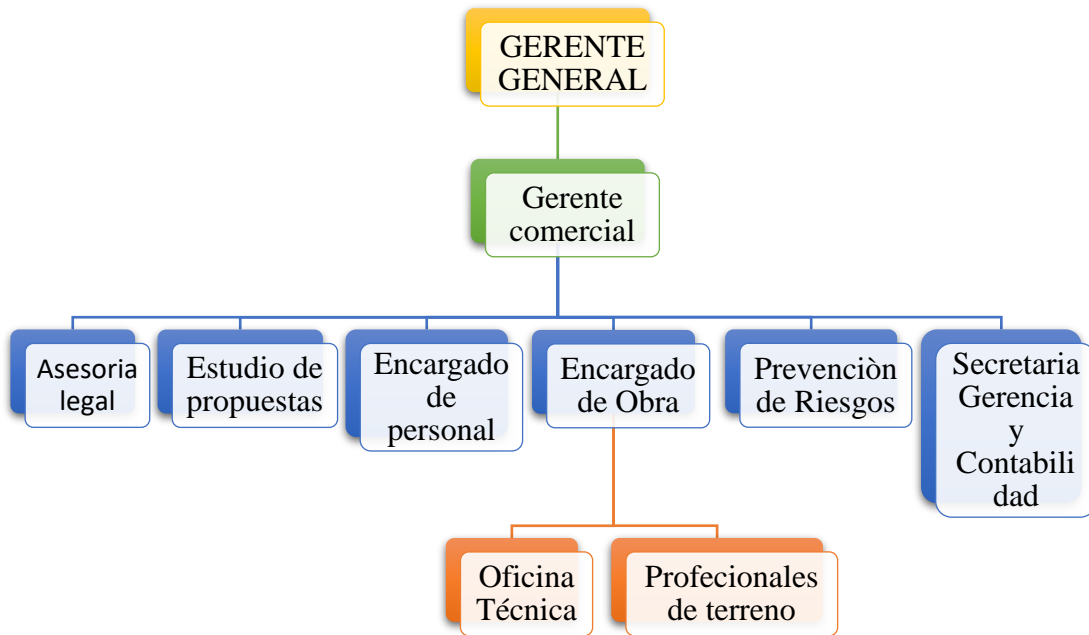 GERENTE
GENERAL
Gerente
comercial
Asesoria
legal
Estudio de
propuestas
Encargado
de
personal
Encargado
de Obra
Prevenciòn
de Riesgos
Secretaria
Gerencia
y
Contabili
dad
Oficina
Técnica
Profecionales
de terreno